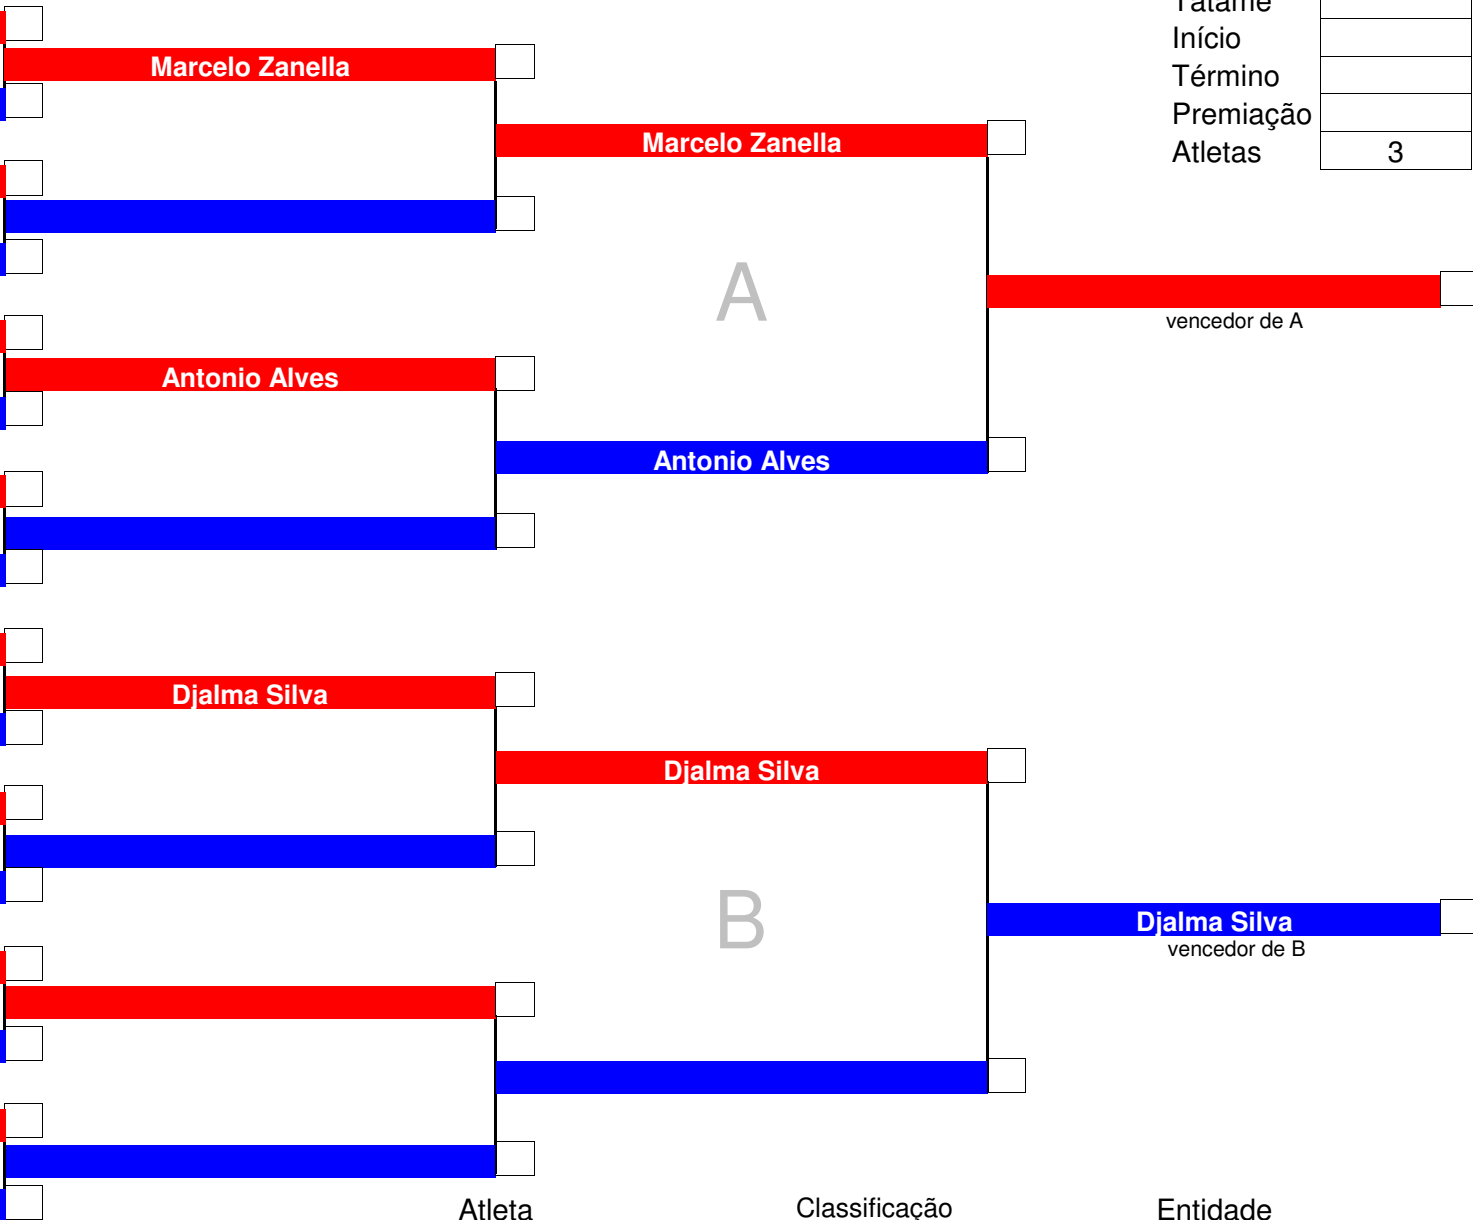 Tatame
Início
Marcelo Zanella
Término
Premiação
Marcelo Zanella
Atletas 3
A
vencedor de A
Antonio Alves
Antonio Alves
Djalma Silva
Djalma Silva
B
Djalma Silva
vencedor de B
Atleta Classificação Entidade